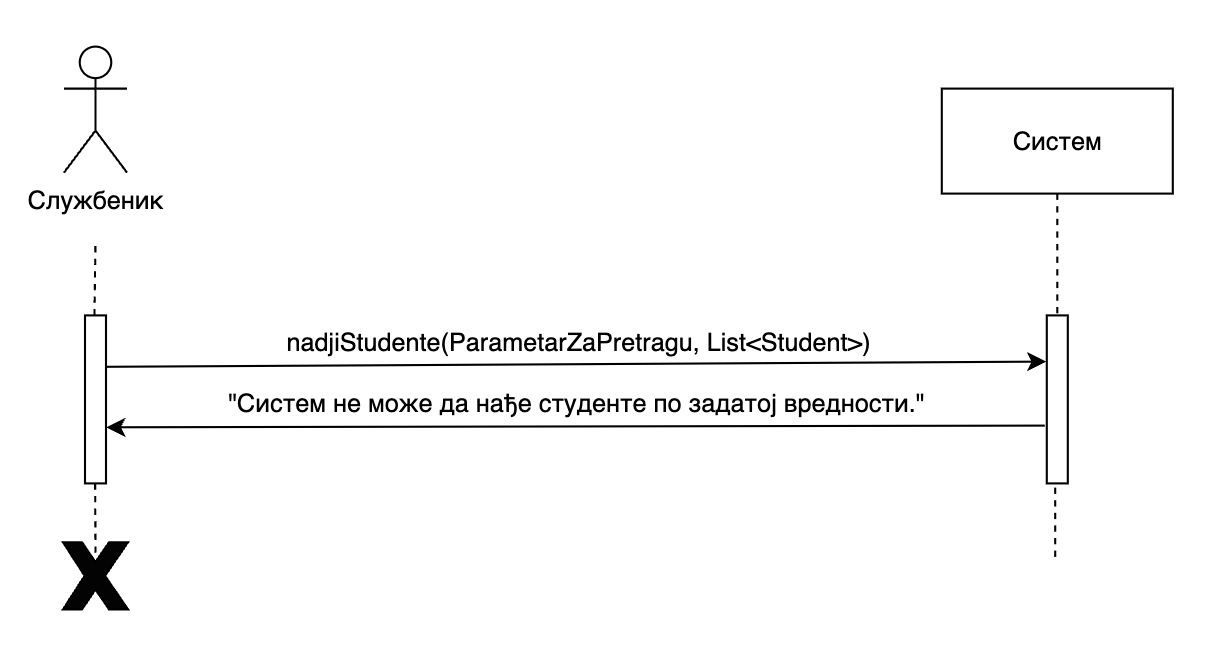 Службеник
Систем
nadjiStudente(ParametarZaPretragu, List<Student>)
"Систем не може да нађе студенте по задатој вредности."